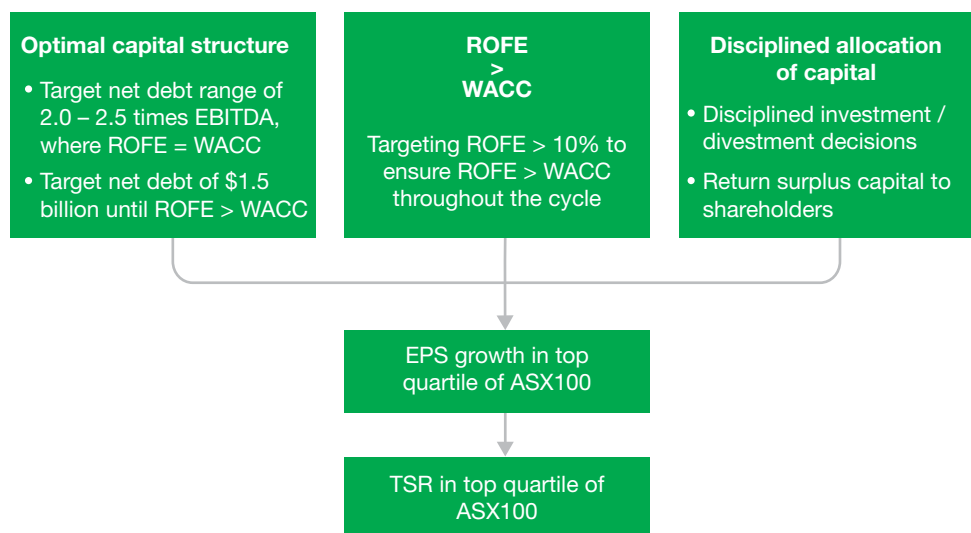 Optimal capital structure
• Target net debt range of
2.0 – 2.5 times EBITDA,
where ROFE = WACC
• Target net debt of $1.5
billion until ROFE > WACC
ROFE
>
WACC
Targeting ROFE > 10% to
ensure ROFE > WACC
throughout the cycle
Disciplined allocation
of capital
• Disciplined investment /
divestment decisions
• Return surplus capital to
shareholders
EPS growth in top
quartile of ASX100
TSR in top quartile of
ASX100